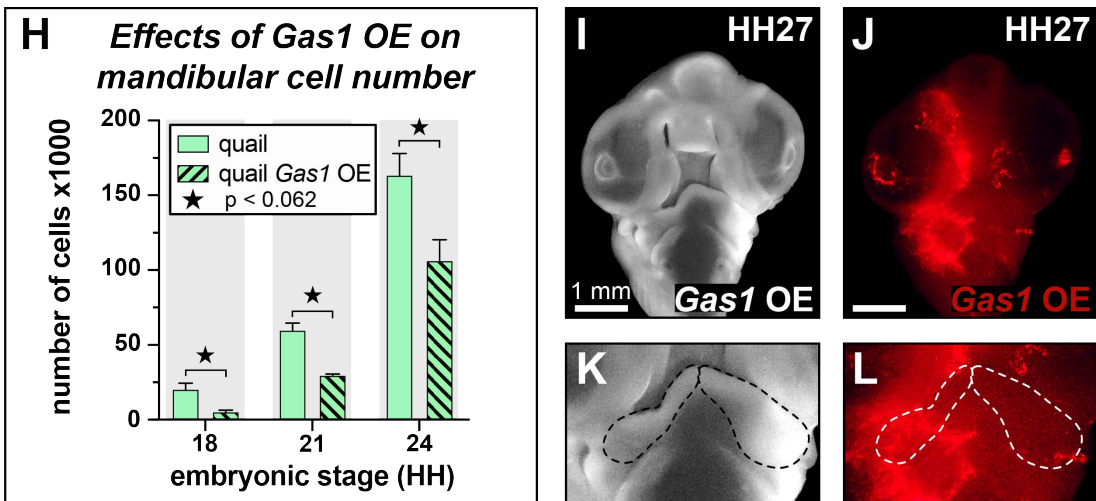 H
Effects of Gas1 OE on
mandibular cell number
number of cells x1000
200
150
100
50
0
quail
quail Gas1 OE
★ p < 0.062
★
★
★
18
21
24
embryonic stage (HH)
I
HH27
1 mm
Gas1 OE
J
HH27
Gas1 OE
K
L